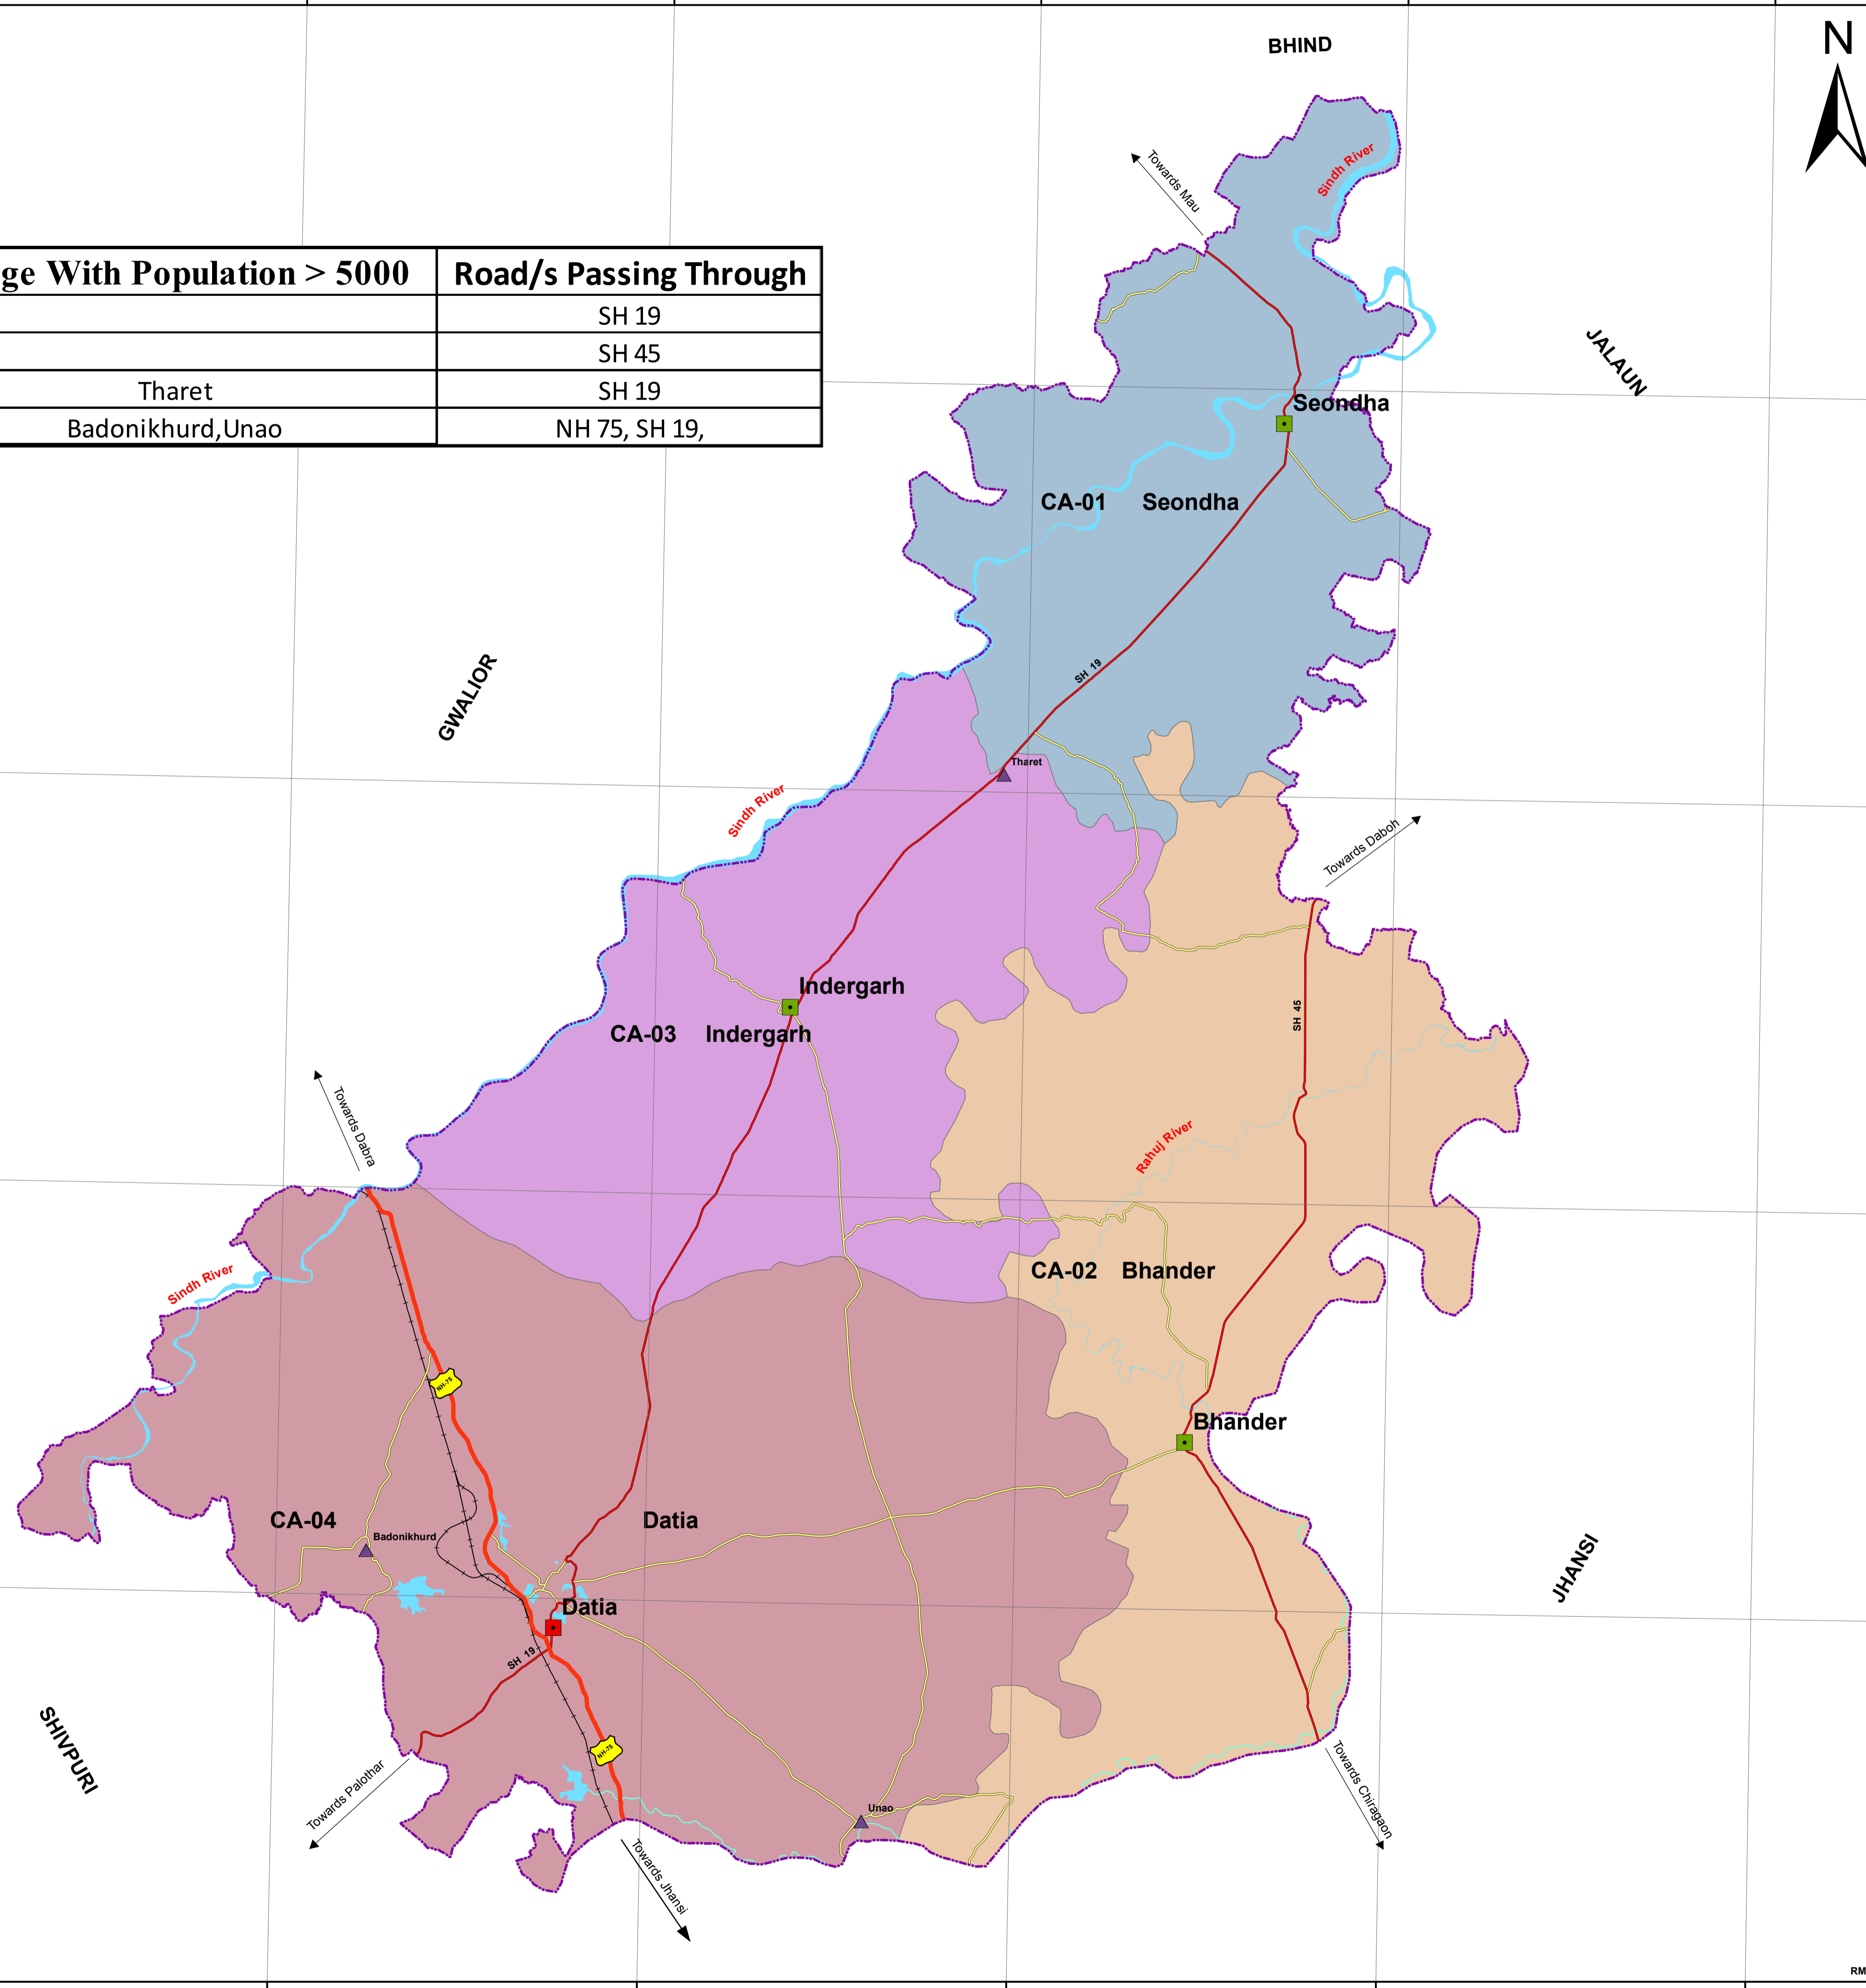 BHIND
N
Sindh River
Towards Mau
ge With Population > 5000
Road/s Passing Through
SH 19
SH 45
Tharet
SH 19
Badonikhurd,Unao
NH 75, SH 19,
JALAUN
Seondha
CA-01 Seondha
GWALIOR
SH 19
Tharet
Sindh River
Towards Daboh
Indergarh
CA-03 Indergarh
SH 45
Towards Dabra
Rahuj River
Sindh River
CA-02 Bhander
NH-75
Bhander
CA-04 Datia
Badonikhurd
JHANSI
Datia
SH 19
SHIVPURI
NH-75
Towards Palothar
Towards Chiragaon
Unao
Towards Jhansi
RM